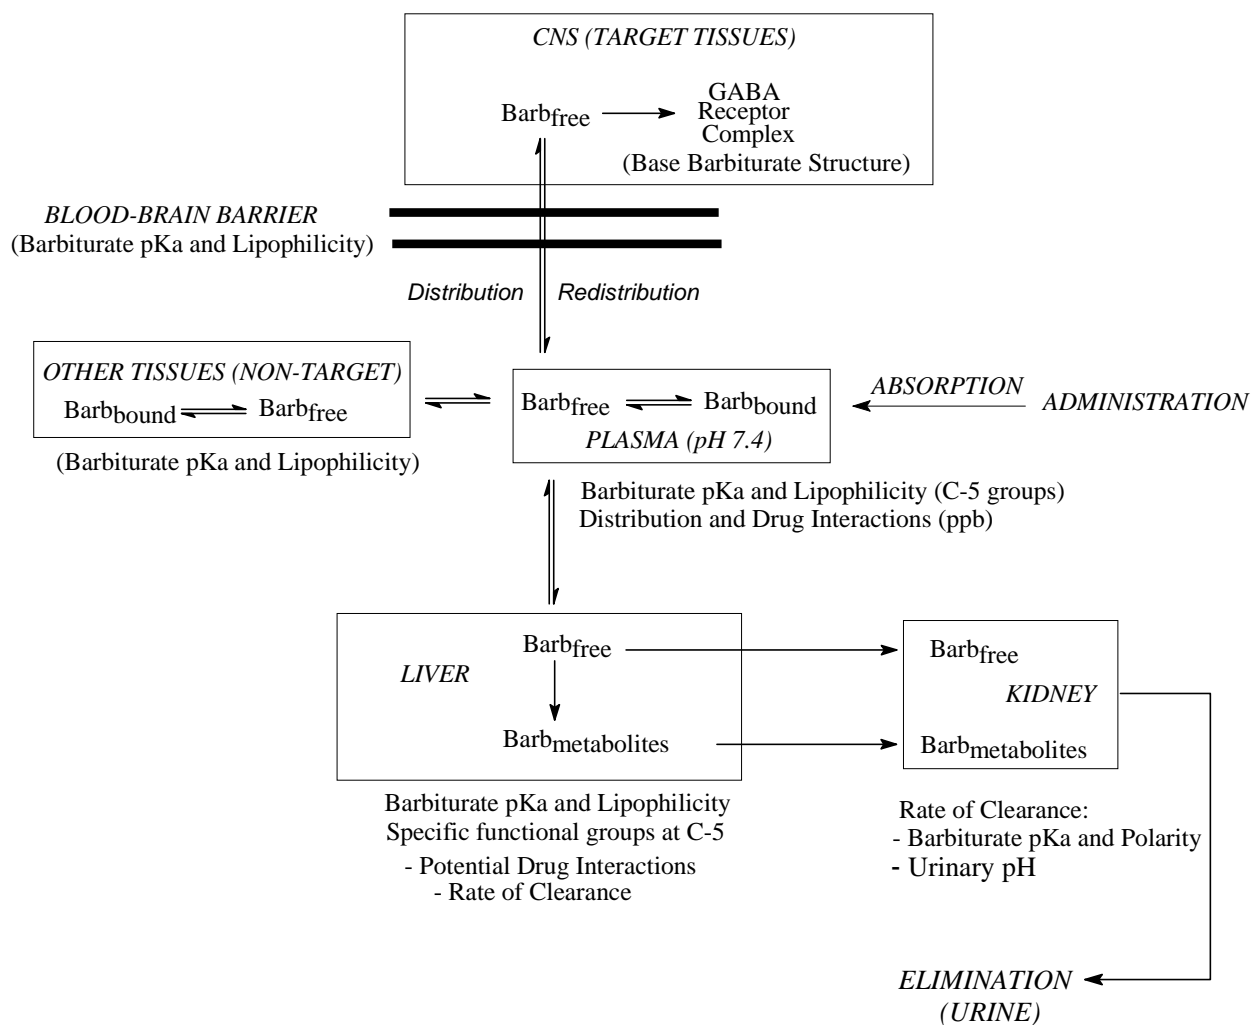 CNS (TARGET TISSUES)
Barbfree
GABA
Receptor
Complex
(Base Barbiturate Structure)
BLOOD-BRAIN BARRIER
(Barbiturate pKa and Lipophilicity)
Distribution
Redistribution
OTHER TISSUES (NON-TARGET)
Barbbound
Barbfree
(Barbiturate pKa and Lipophilicity)
Barbfree
Barbbound
PLASMA (pH 7.4)
ABSORPTION
ADMINISTRATION
Barbiturate pKa and Lipophilicity (C-5 groups)
Distribution and Drug Interactions (ppb)
Barbfree
LIVER
Barbmetabolites
Barbiturate pKa and Lipophilicity
Specific functional groups at C-5
- Potential Drug Interactions
- Rate of Clearance
Barbfree
KIDNEY
Barbmetabolites
Rate of Clearance:
- Barbiturate pKa and Polarity
- Urinary pH
ELIMINATION
(URINE)